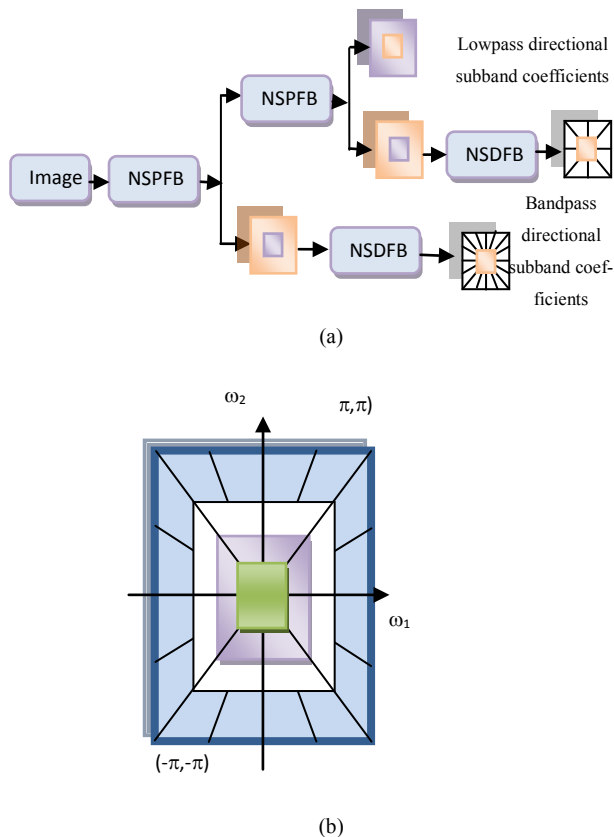 Lowpass directional
subband coefficients
NSPFB
NSDFB
Image
NSPFB
Bandpass
directional
subband coef-
ficients
NSDFB
(a)
ω2
π,π)
ω1
(-π,-π)
(b)